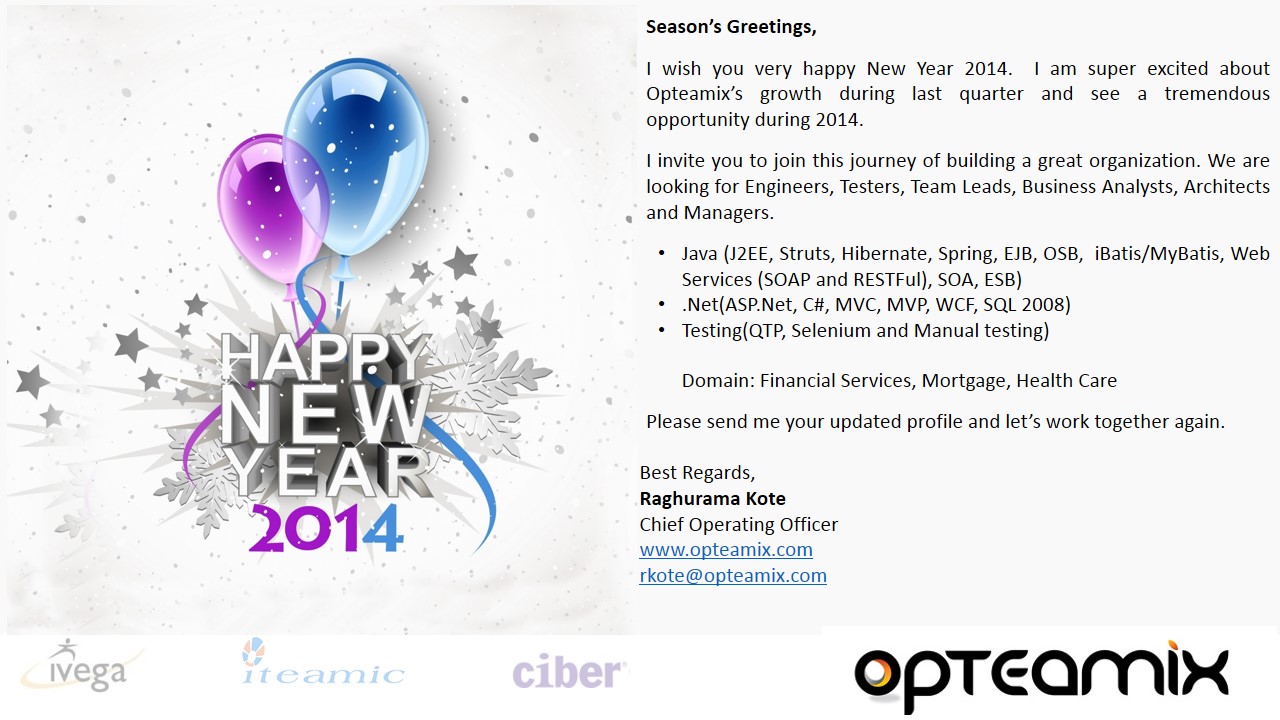 HAPPY
NEW
YEAR
2014
Season’s Greetings,
I wish you very happy New Year 2014. I am super excited about
Opteamix’s growth during last quarter and see a tremendous
opportunity during 2014.
I invite you to join this journey of building a great organization. We are
looking for Engineers, Testers, Team Leads, Business Analysts, Architects
and Managers.
• Java (J2EE, Struts, Hibernate, Spring, EJB, OSB, iBatis/MyBatis, Web
Services (SOAP and RESTFul), SOA, ESB)
• .Net(ASP.Net, C#, MVC, MVP, WCF, SQL 2008)
• Testing(QTP, Selenium and Manual testing)
Domain: Financial Services, Mortgage, Health Care
Please send me your updated profile and let’s work together again.
Best Regards,
Raghurama Kote
Chief Operating Officer
www.opteamix.com
rkote@opteamix.com
ivega
iteamic
ciber
OPTEAMIX